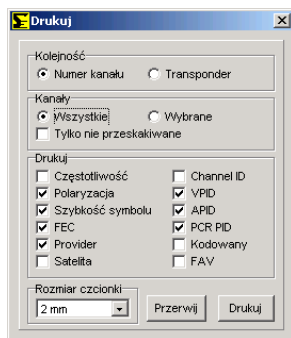 Drukuj
Kolejność
Numer kanału Transponder
Kanały
Wszystkie Wybrane
Tylko nie przeskakiwane
Drukuj
Częstotliwość Channel ID
Polaryzacja VPID
Szybkość symbolu APID
FEC PCR PID
Provider Kodowany
Satelita FAV
Rozmiar czcionki
2 mm Przerwij Drukuj